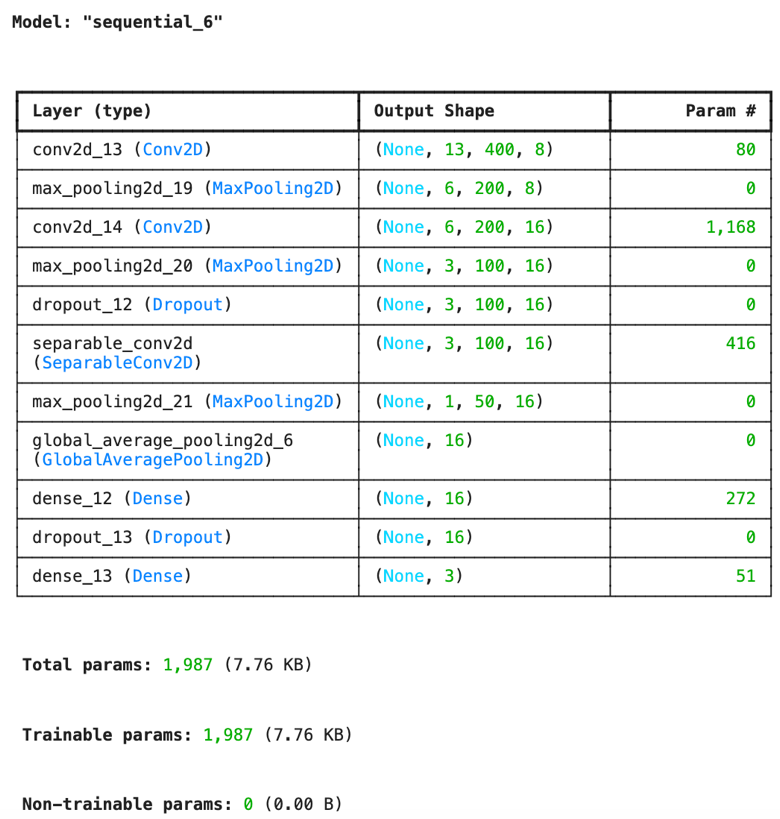 Model: "sequential_6"
Layer (type) Output Shape Param #
conv2d_13 (Conv2D) (None, 13, 400, 8) 80
max_pooling2d_19 (MaxPooling2D) (None, 6, 200, 8) 0
conv2d_14 (Conv2D) (None, 6, 200, 16) 1,168
max_pooling2d_20 (MaxPooling2D) (None, 3, 100, 16) 0
dropout_12 (Dropout) (None, 3, 100, 16) 0
separable_conv2d (None, 3, 100, 16) 416
(SeparableConv2D)
max_pooling2d_21 (MaxPooling2D) (None, 1, 50, 16) 0
global_average_pooling2d_6 (None, 16) 0
(GlobalAveragePooling2D)
dense_12 (Dense) (None, 16) 272
dropout_13 (Dropout) (None, 16) 0
dense_13 (Dense) (None, 3) 51
Total params: 1,987 (7.76 KB)
Trainable params: 1,987 (7.76 KB)
Non-trainable params: 0 (0.00 B)